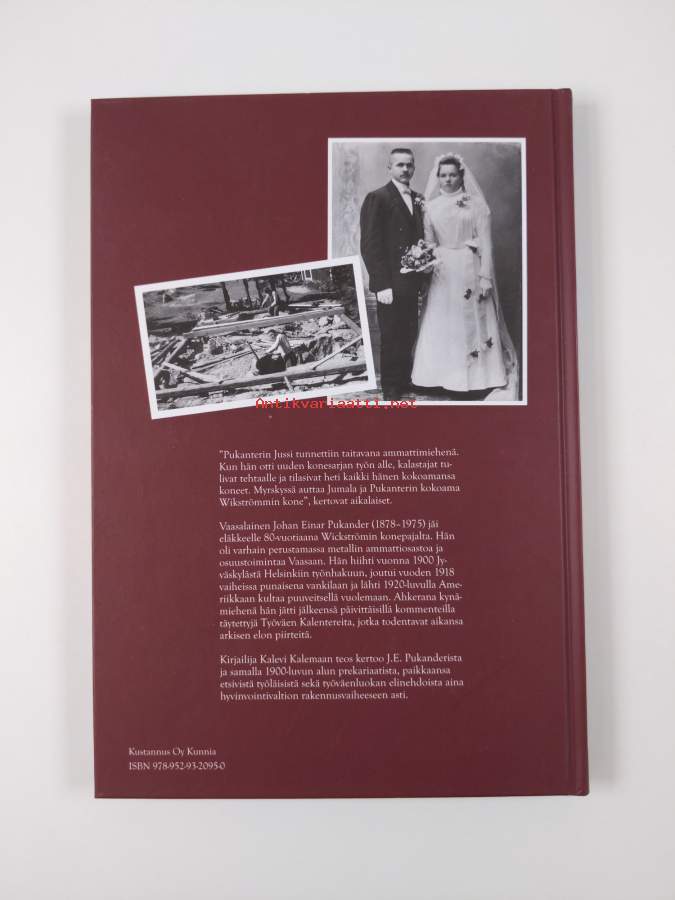 Antikvariaatti.net
"Pukanterin Jussi tunnettiin taitavana ammattimiehenä.
Kun hän otti uuden konesarjan työn alle, kalastajat tu-
livat tehtaalle ja tilasivat heti kaikki hänen kokoamansa
koneet. Myrskyssä auttaa Jumala ja Pukanterin kokoama
Wikströmmin kone", kertovat aikalaiset.
Vaasalainen Johan Einar Pukander (1878–1975) jäi
eläkkeelle 80-vuotiaana Wickströmin konepajalta. Hän
oli varhain perustamassa metallin ammattiosastoa ja
osuustoimintaa Vaasaan. Hän hiihti vuonna 1900 Jy-
väskylästä Helsinkiin työnhakuun, joutui vuoden 1918
vaiheissa punaisena vankilaan ja lähti 1920-luvulla Ame-
riikkaan kultaa puuveitsellä vuolemaan. Ahkerana kynä-
miehenä hän jätti jälkeensä päivittäisillä kommenteilla
täytettyjä Työväen Kalentereita, jotka todentavat aikansa
arkisen elon piirteitä.
Kirjailija Kalevi Kalemaan teos kertoo J.E. Pukanderista
ja samalla 1900-luvun alun prekariaatista, paikkaansa
etsivistä työläisistä sekä työväenluokan elinehdoista aina
hyvinvointivaltion rakennusvaiheeseen asti.
Kustannus Oy Kunnia
ISBN 978-952-93-2095-0